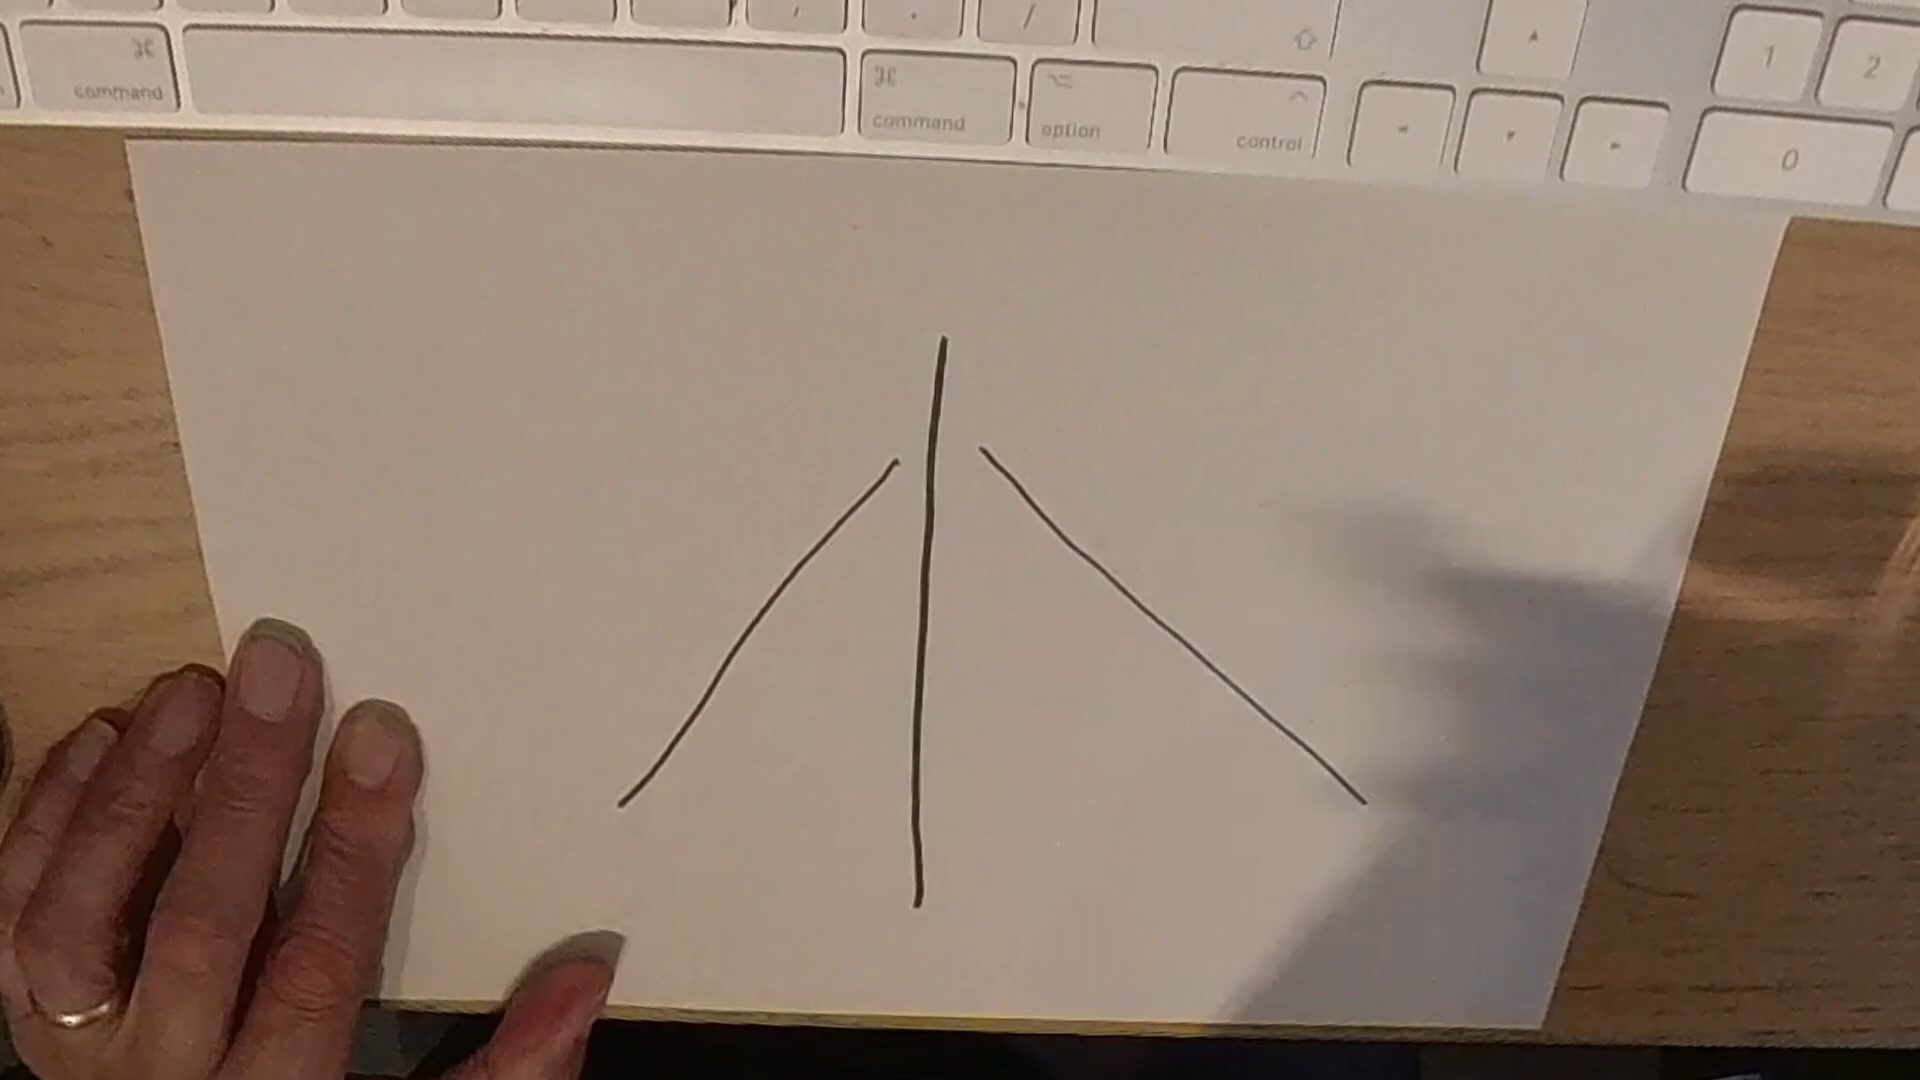 , . /
⌘ ⌘ ⌥ ^ 1 2
command command option control 0